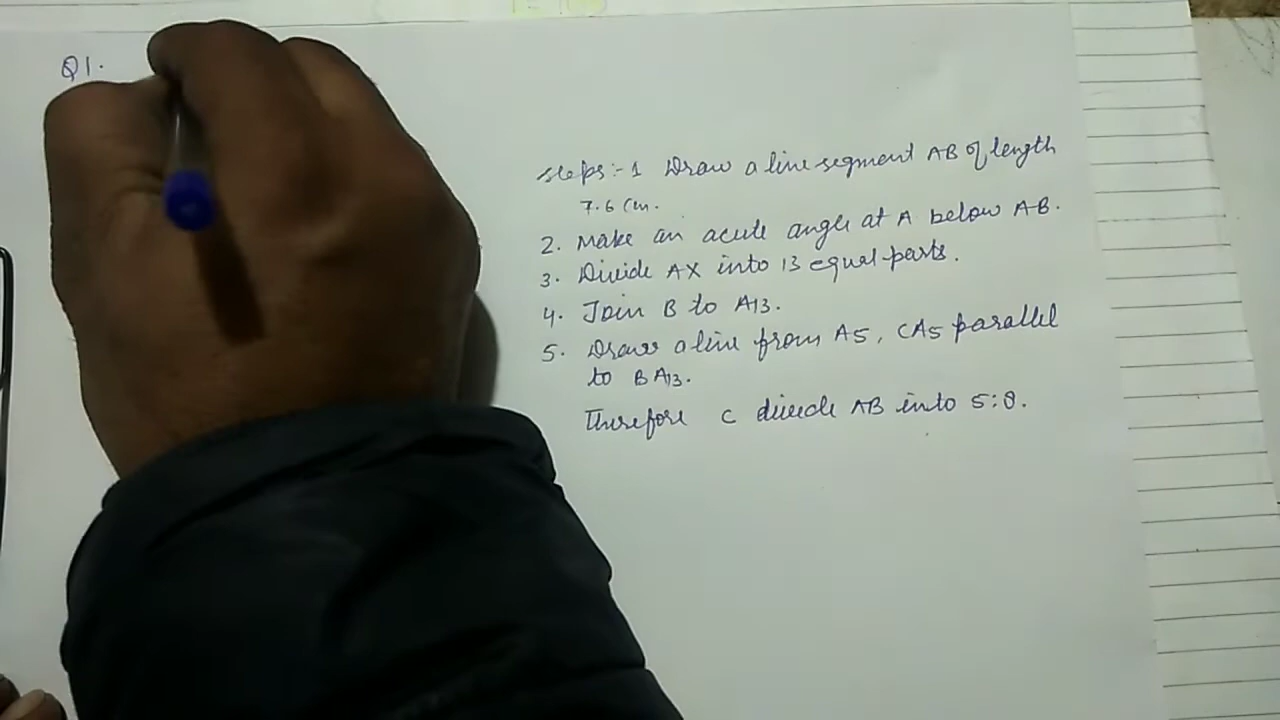 Q1.
Steps:- 1 Draw a line segment AB of length
7.6 cm.
2. Make an acute angle at A below AB.
3. Divide AX into 13 equal parts.
4. Join B to A13.
5. Draw a line from A5, CA5 parallel
to BA13.
Therefore C divide AB into 5:8.